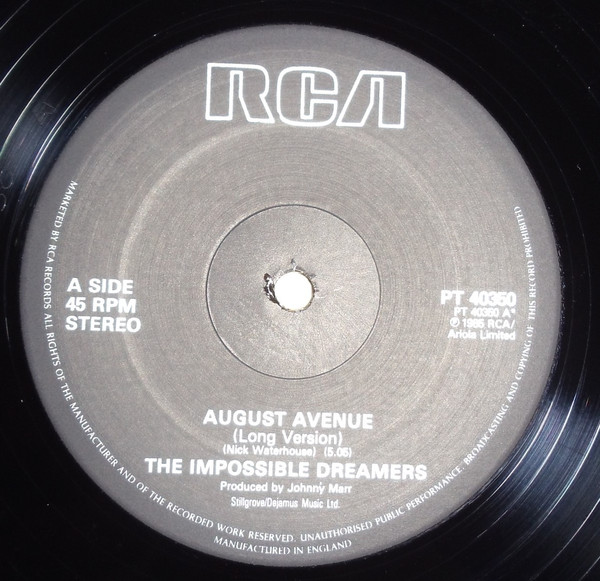 RCA
A SIDE
45 RPM
STEREO
PT 40350
PT 40350 A*
℗ 1985 RCA/
Ariola Limited
AUGUST AVENUE
(Long Version)
(Nick Waterhouse) (5.05)
THE IMPOSSIBLE DREAMERS
Produced by Johnny Marr
Stillgrove/Dejamus Music Ltd.
MARKETED BY RCA RECORDS ALL RIGHTS OF THE MANUFACTURER AND OF THE RECORDED WORK RESERVED. UNAUTHORISED PUBLIC PERFORMANCE. BROADCASTING AND COPYING OF THIS RECORD PROHIBITED
MANUFACTURED IN ENGLAND